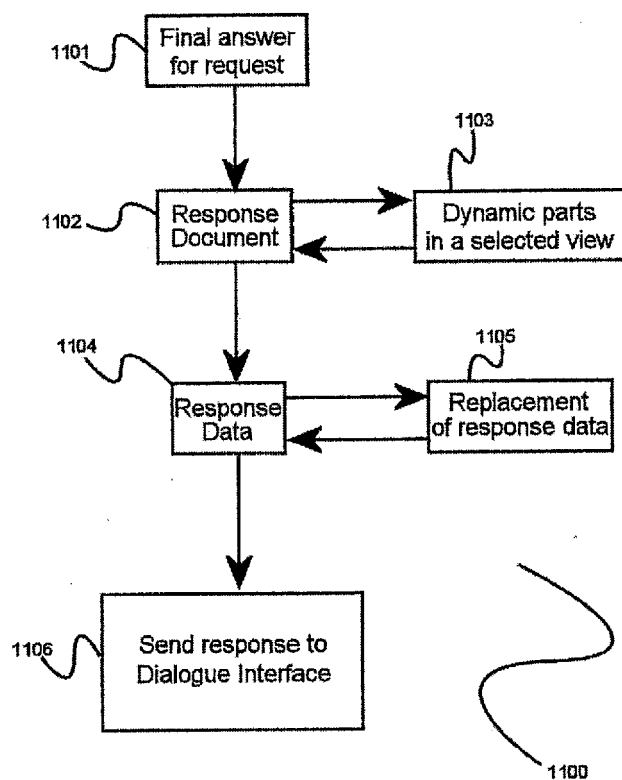 1101
Final answer
for request
1103
1102
Response
Document
Dynamic parts
in a selected view
1104
1105
Response
Data
Replacement
of response data
1106
Send response to
Dialogue Interface
1100